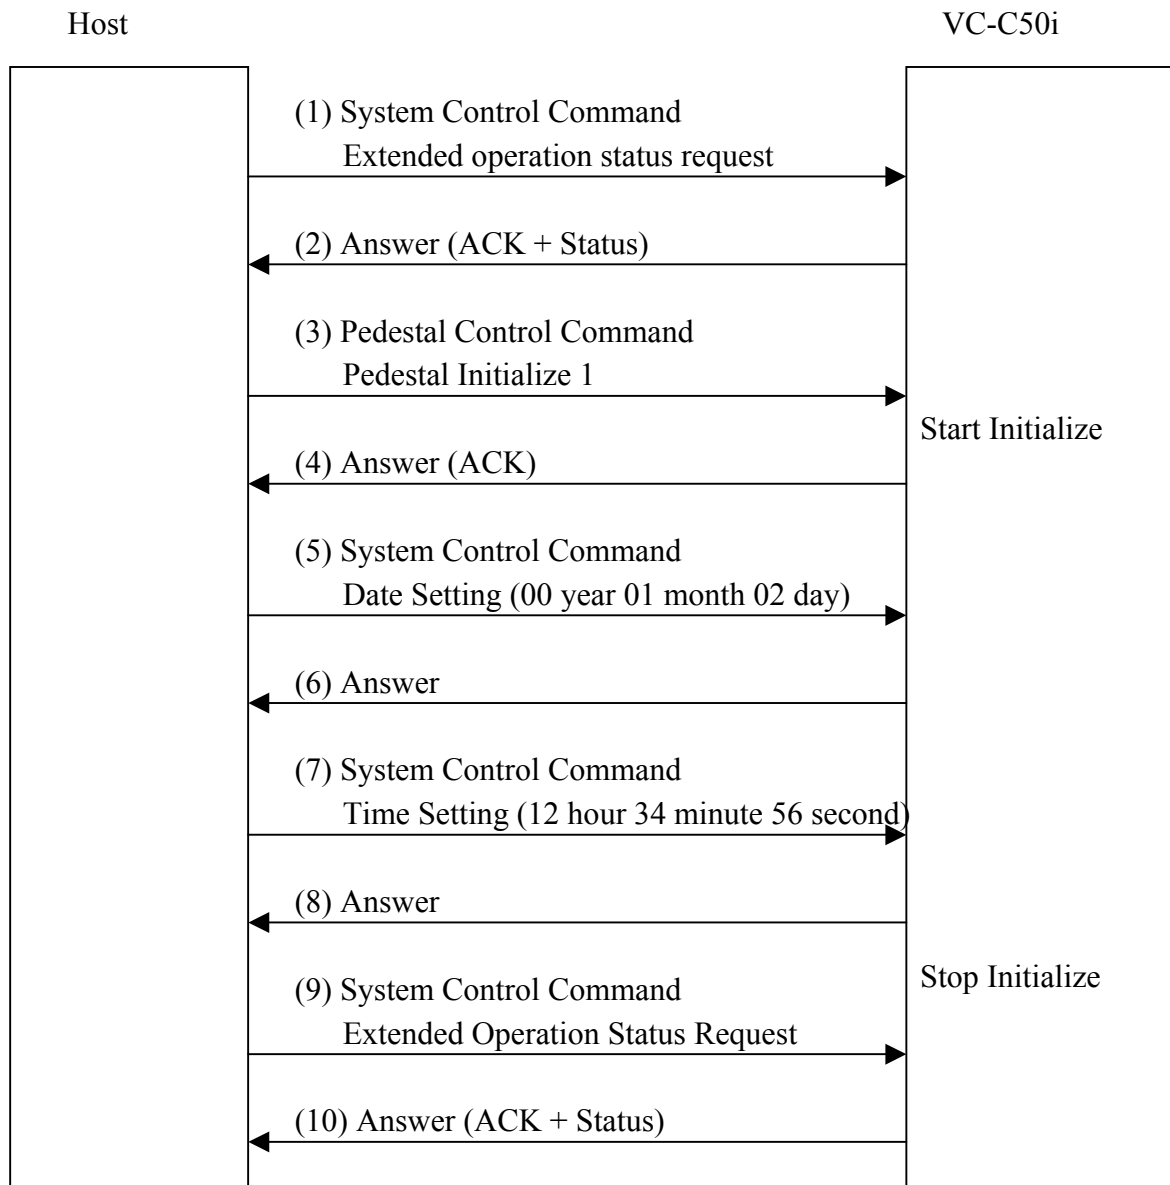 Host
VC-C50i
(1) System Control Command
Extended operation status request
(2) Answer (ACK + Status)
(3) Pedestal Control Command
Pedestal Initialize 1
Start Initialize
(4) Answer (ACK)
(5) System Control Command
Date Setting (00 year 01 month 02 day)
(6) Answer
(7) System Control Command
Time Setting (12 hour 34 minute 56 second)
(8) Answer
Stop Initialize
(9) System Control Command
Extended Operation Status Request
(10) Answer (ACK + Status)